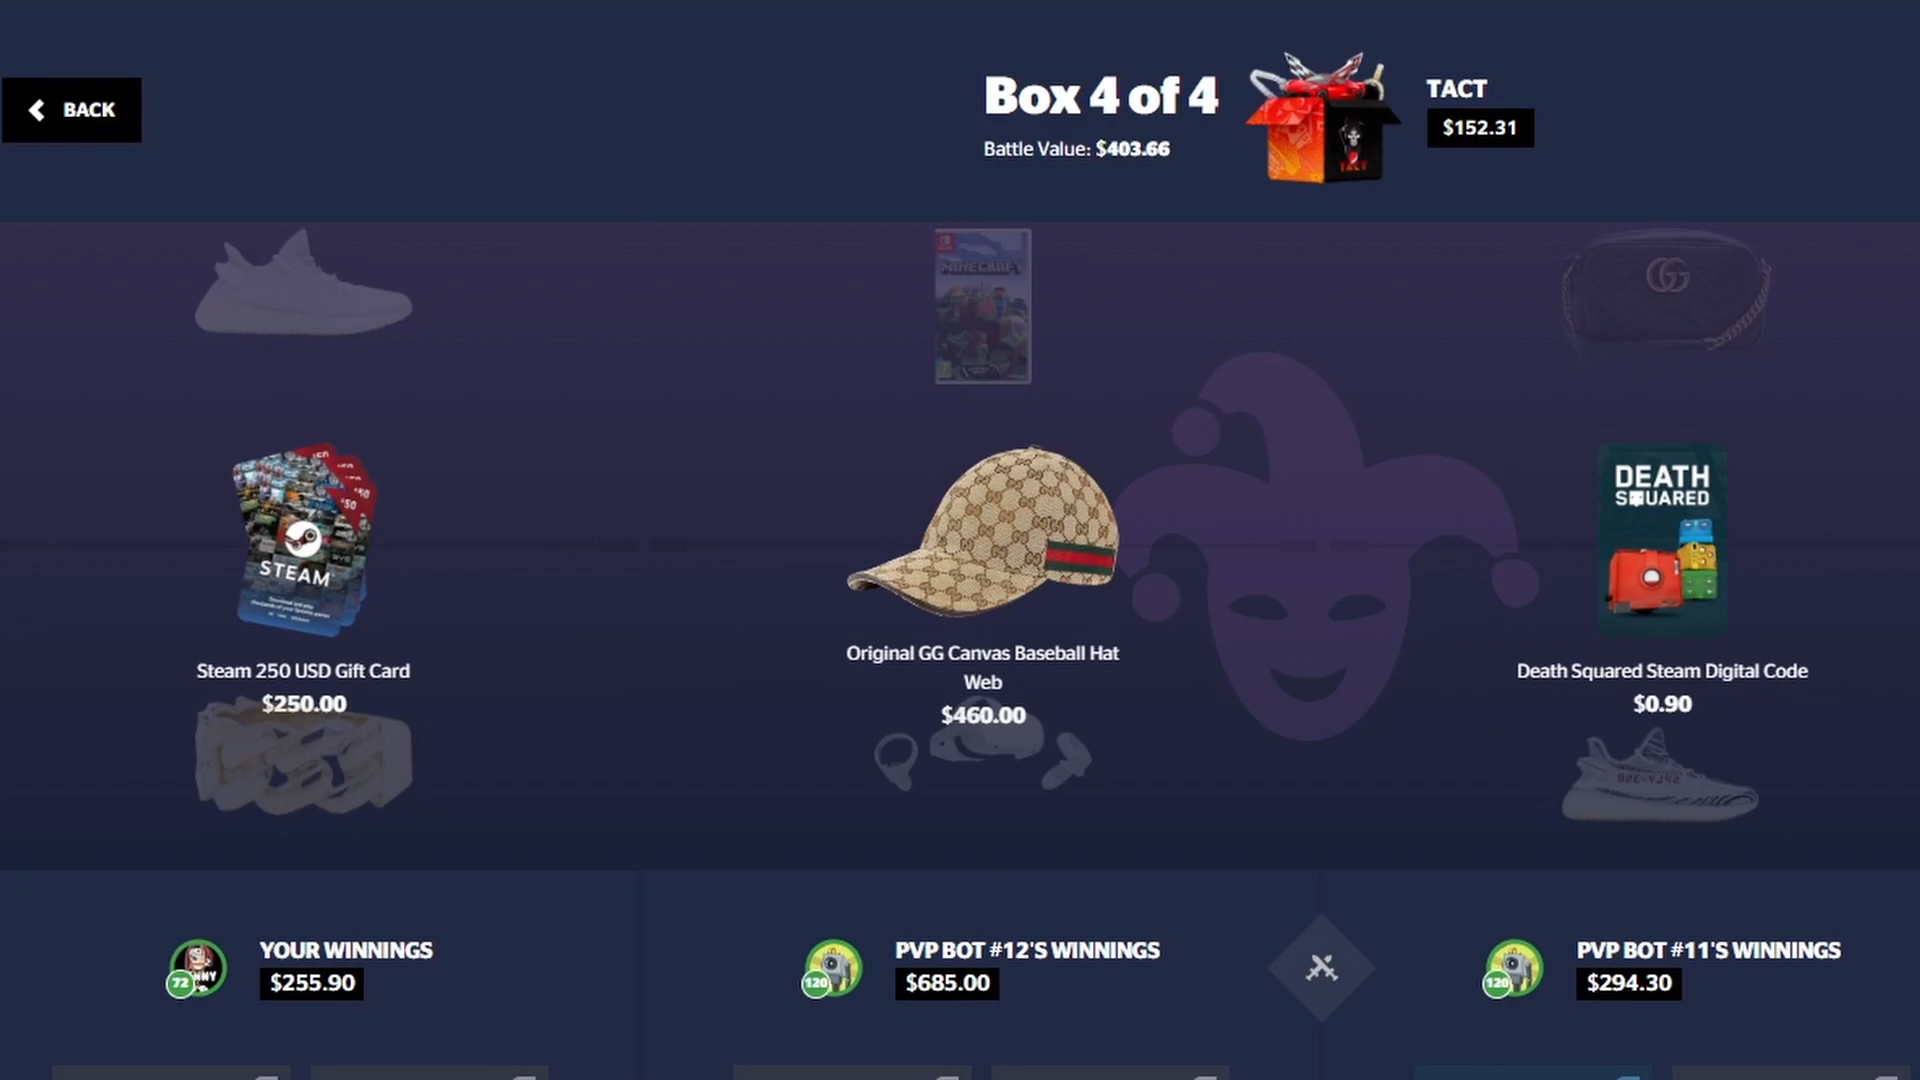 BACK
Box 4 of 4
Battle Value: $403.66
TACT
TACT
$152.31
MINECRAFT
GG
STEAM
Steam 250 USD Gift Card
$250.00
Original GG Canvas Baseball Hat
Web
$460.00
DEATH
SQUARED
Death Squared Steam Digital Code
$0.90
72
YOUR WINNINGS
$255.90
120
PVP BOT #12'S WINNINGS
$685.00
120
PVP BOT #11'S WINNINGS
$294.30